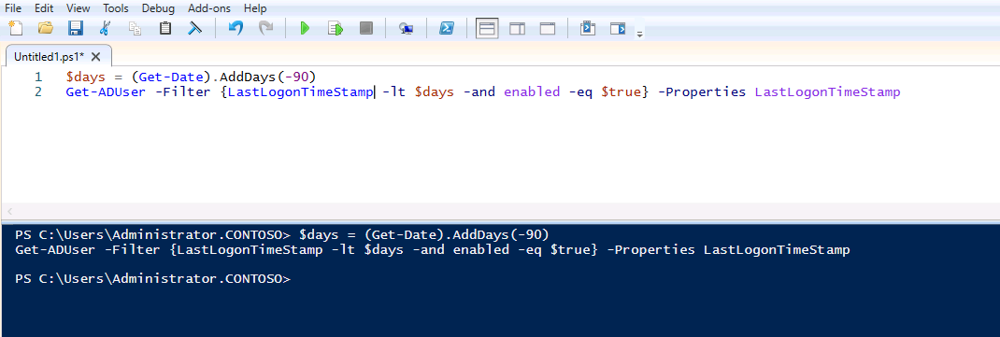 File Edit View Tools Debug Add-ons Help
Untitled1.ps1* X
1 $days = (Get-Date).AddDays(-90)
2 Get-ADUser -Filter {LastLogonTimeStamp -lt $days -and enabled -eq $true} -Properties LastLogonTimeStamp
PS C:\Users\Administrator.CONTOSO> $days = (Get-Date).AddDays(-90)
Get-ADUser -Filter {LastLogonTimeStamp -lt $days -and enabled -eq $true} -Properties LastLogonTimeStamp
PS C:\Users\Administrator.CONTOSO>